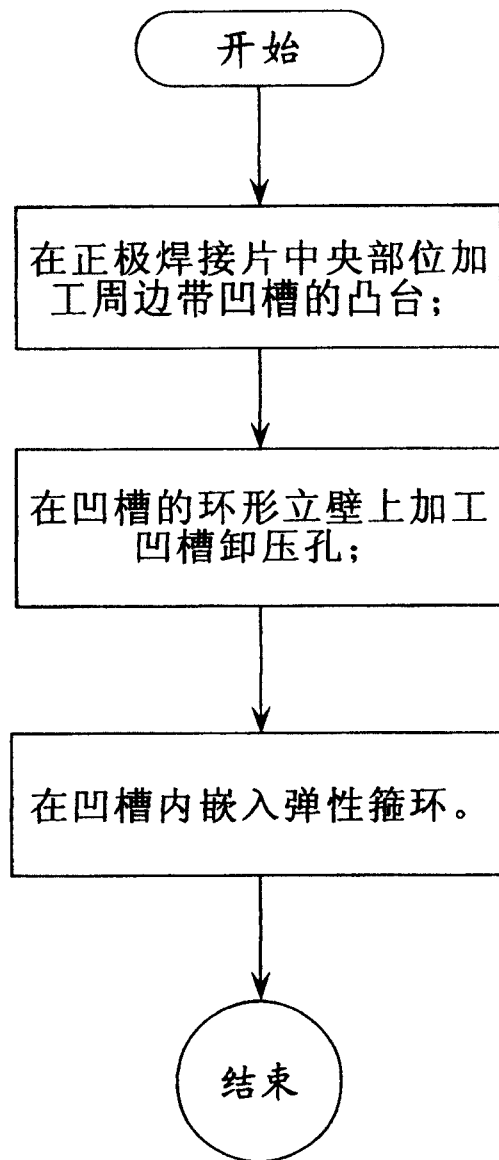 开始
在正极焊接片中央部位加
工周边带凹槽的凸台；
在凹槽的环形立壁上加工
凹槽卸压孔；
在凹槽内嵌入弹性箍环。
结束